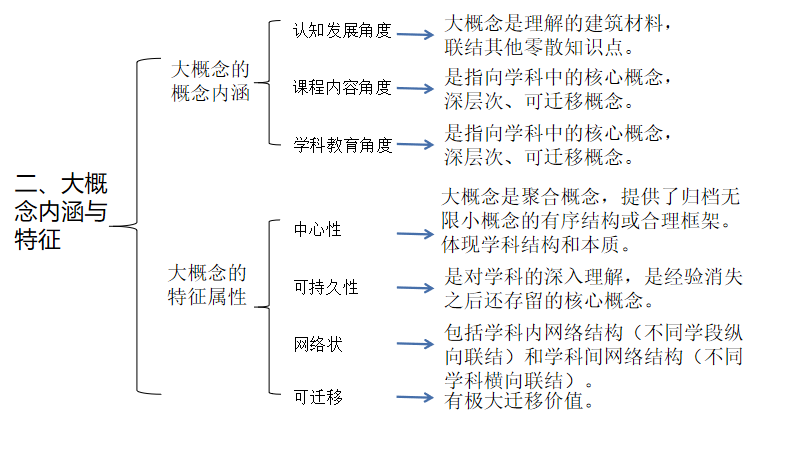 二、大概
念内涵与
特征
大概念的
概念内涵
认知发展角度
大概念是理解的建筑材料，
联结其他零散知识点。
课程内容角度
是指向学科中的核心概念，
深层次、可迁移概念。
学科教育角度
是指向学科中的核心概念，
深层次、可迁移概念。
大概念的
特征属性
中心性
大概念是聚合概念，提供了归档无
限小概念的有序结构或合理框架。
体现学科结构和本质。
可持久性
是对学科的深入理解，是经验消失
之后还存留的核心概念。
网络状
包括学科内网络结构（不同学段纵
向联结）和学科间网络结构（不同
学科横向联结）。
可迁移
有极大迁移价值。